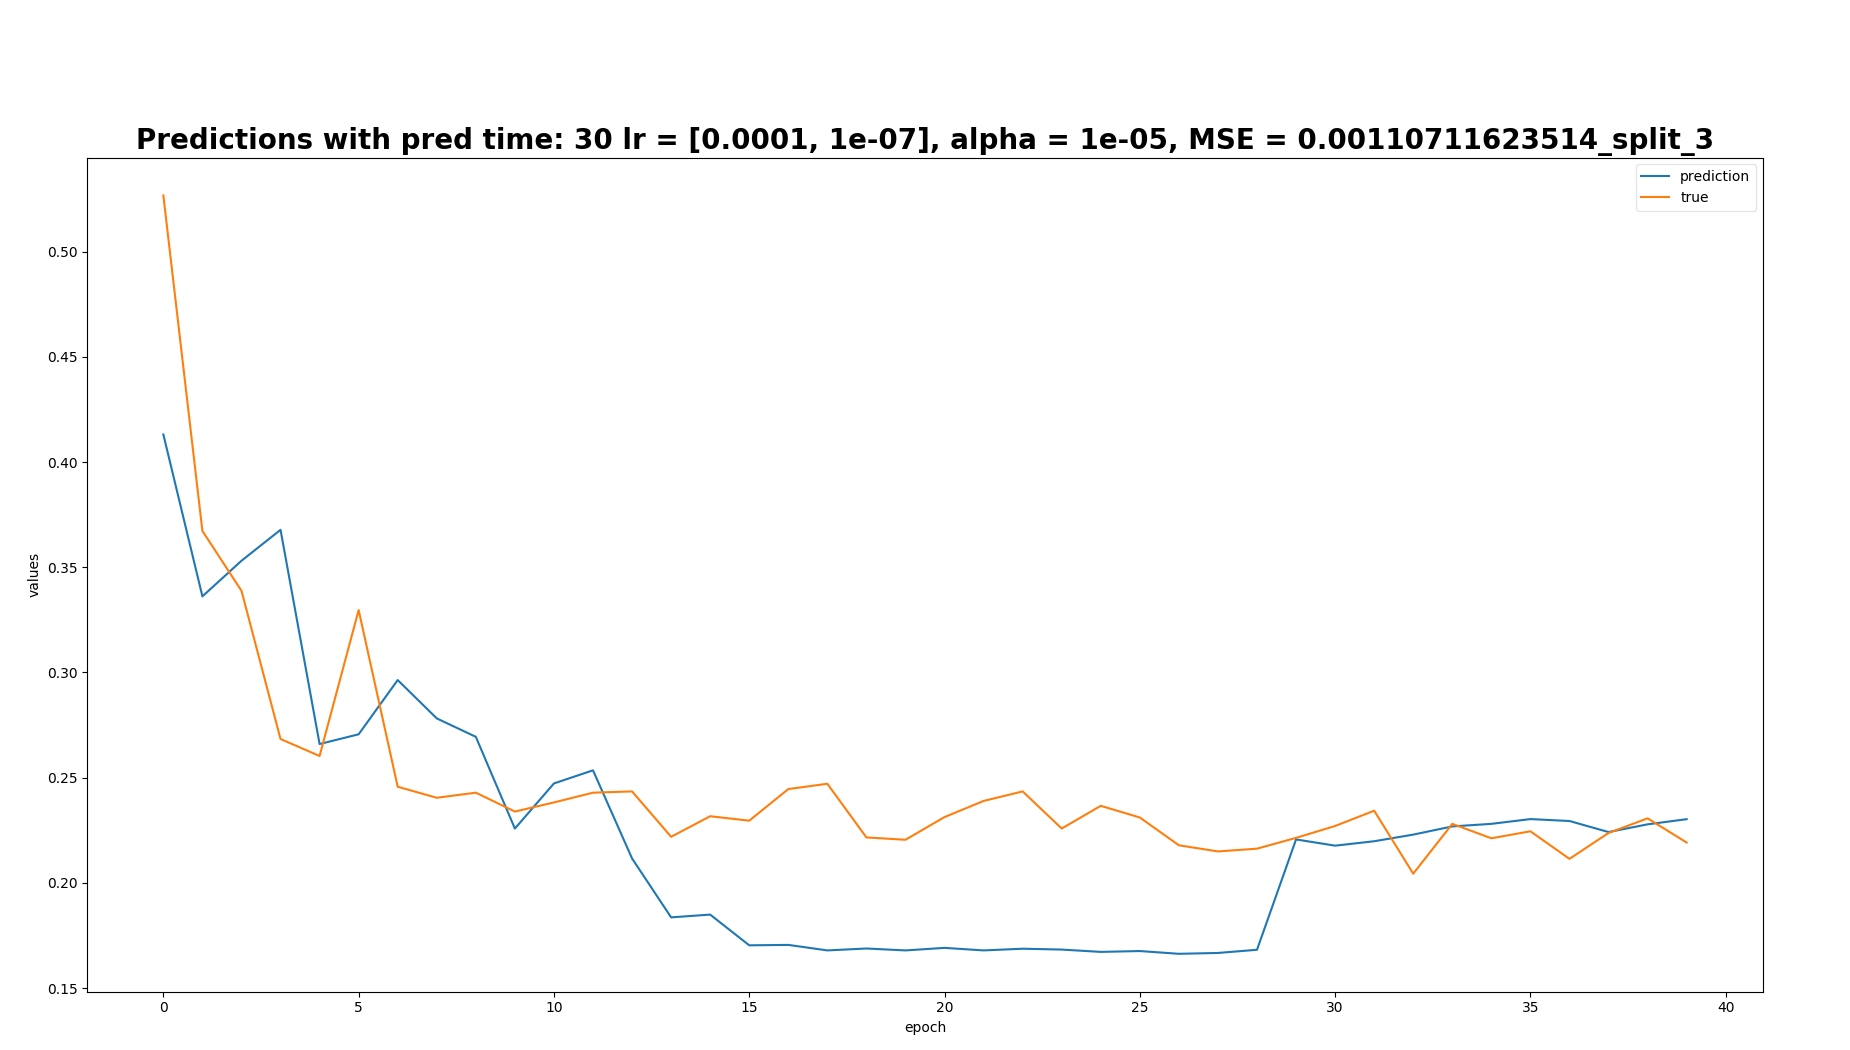 Predictions with pred time: 30 lr = [0.0001, 1e-07], alpha = 1e-05, MSE = 0.00110711623514_split_3
prediction
true
0.50
0.45
0.40
0.35
0.30
0.25
0.20
0.15
values
0 5 10 15 20 25 30 35 40
epoch